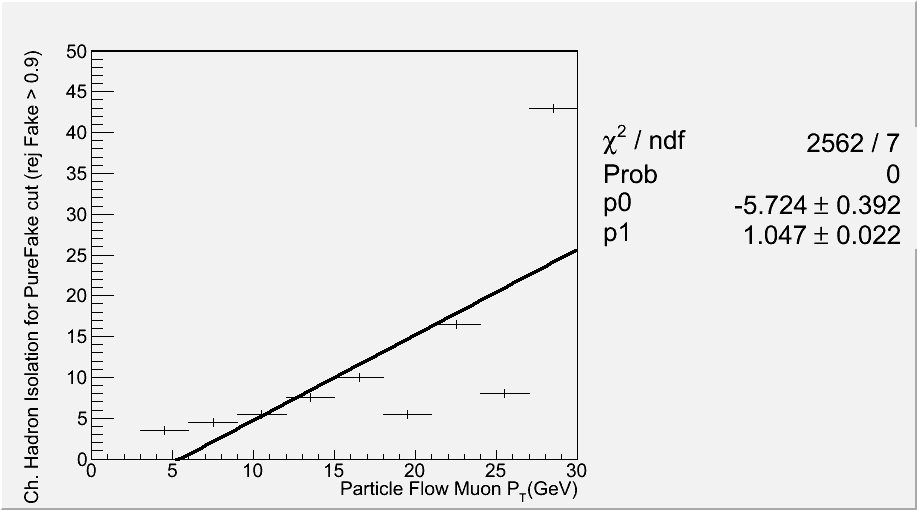 Ch. Hadron Isolation for PureFake cut (rej Fake > 0.9)
50
45
40
35
30
25
20
15
10
5
0
0 5 10 15 20 25 30
Particle Flow Muon P_T(GeV)
χ² / ndf 2562 / 7
Prob 0
p0 -5.724 ± 0.392
p1 1.047 ± 0.022